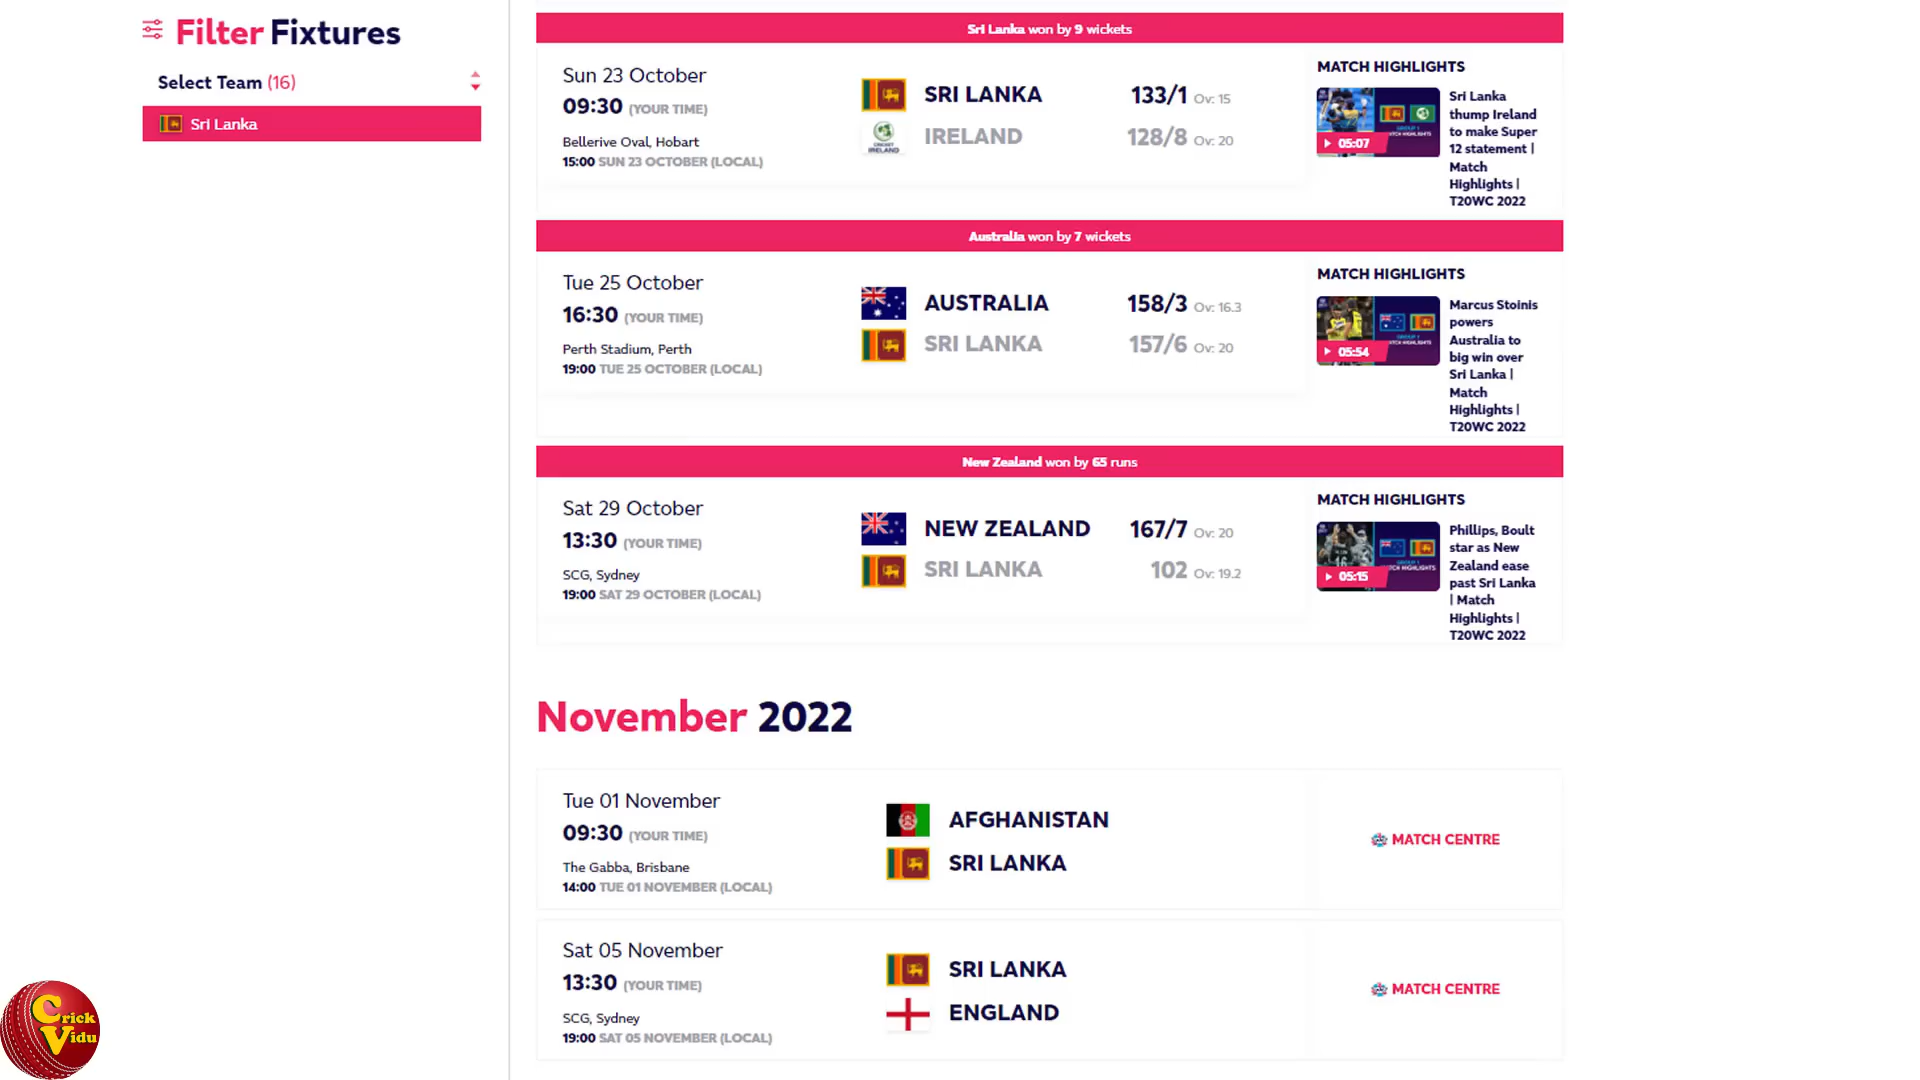 Filter Fixtures
Select Team (16)
Sri Lanka
Sri Lanka won by 9 wickets
Sun 23 October
09:30 (YOUR TIME)
Bellerive Oval, Hobart
15:00 SUN 23 OCTOBER (LOCAL)
SRI LANKA 133/1 Ov: 15
IRELAND 128/8 Ov: 20
MATCH HIGHLIGHTS
05:07
Sri Lanka
thump Ireland
to make Super
12 statement |
Match
Highlights |
T20WC 2022
Australia won by 7 wickets
Tue 25 October
16:30 (YOUR TIME)
Perth Stadium, Perth
19:00 TUE 25 OCTOBER (LOCAL)
AUSTRALIA 158/3 Ov: 16.3
SRI LANKA 157/6 Ov: 20
MATCH HIGHLIGHTS
05:54
Marcus Stoinis
powers
Australia to
big win over
Sri Lanka |
Match
Highlights |
T20WC 2022
New Zealand won by 65 runs
Sat 29 October
13:30 (YOUR TIME)
SCG, Sydney
19:00 SAT 29 OCTOBER (LOCAL)
NEW ZEALAND 167/7 Ov: 20
SRI LANKA 102 Ov: 19.2
MATCH HIGHLIGHTS
05:15
Phillips, Boult
star as New
Zealand ease
past Sri Lanka
| Match
Highlights |
T20WC 2022
November 2022
Tue 01 November
09:30 (YOUR TIME)
The Gabba, Brisbane
14:00 TUE 01 NOVEMBER (LOCAL)
AFGHANISTAN
SRI LANKA
MATCH CENTRE
Sat 05 November
13:30 (YOUR TIME)
SCG, Sydney
19:00 SAT 05 NOVEMBER (LOCAL)
SRI LANKA
ENGLAND
MATCH CENTRE
Crick
Vidu